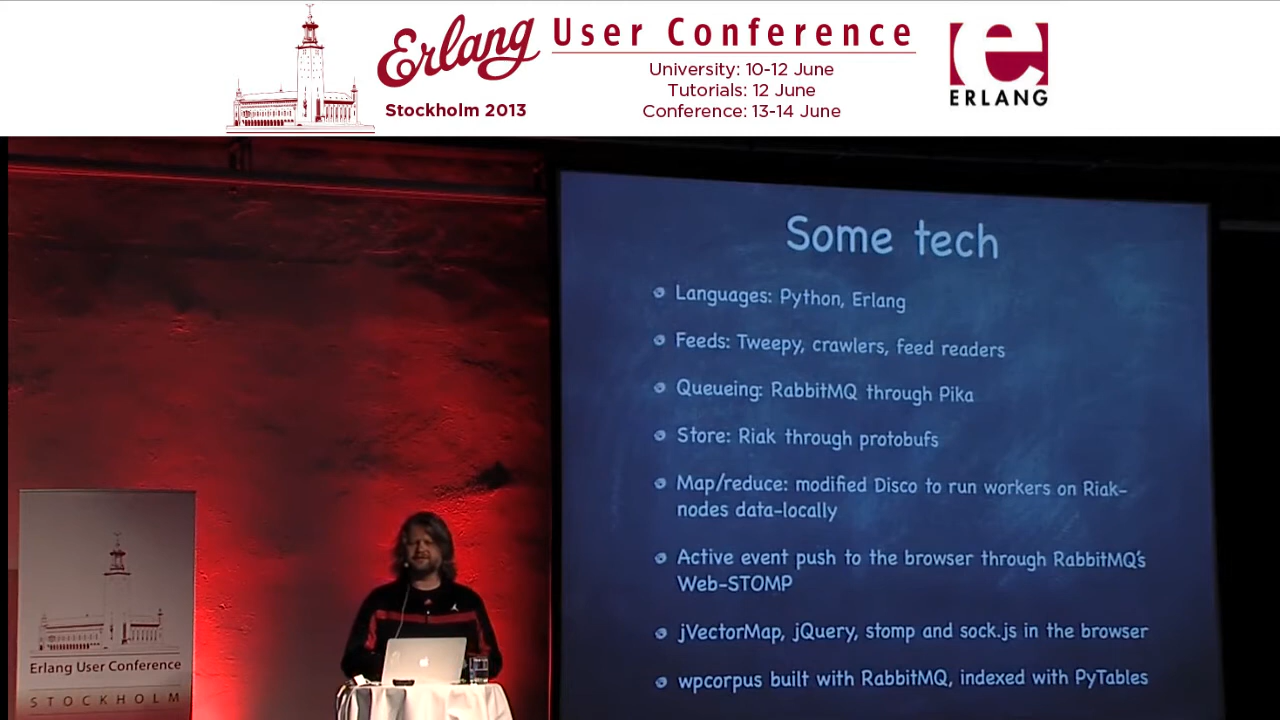 Erlang User Conference
University: 10-12 June
Tutorials: 12 June
Stockholm 2013
Conference: 13-14 June
e
ERLANG
Some tech
Languages: Python, Erlang
Feeds: Tweepy, crawlers, feed readers
Queueing: RabbitMQ through Pika
Store: Riak through protobufs
Map/reduce: modified Disco to run workers on Riak-
nodes data-locally
Active event push to the browser through RabbitMQ's
Web-STOMP
jVectorMap, jQuery, stomp and sock.js in the browser
wpcorpus built with RabbitMQ, indexed with PyTables
Erlang User Conference
STOCKHOLM